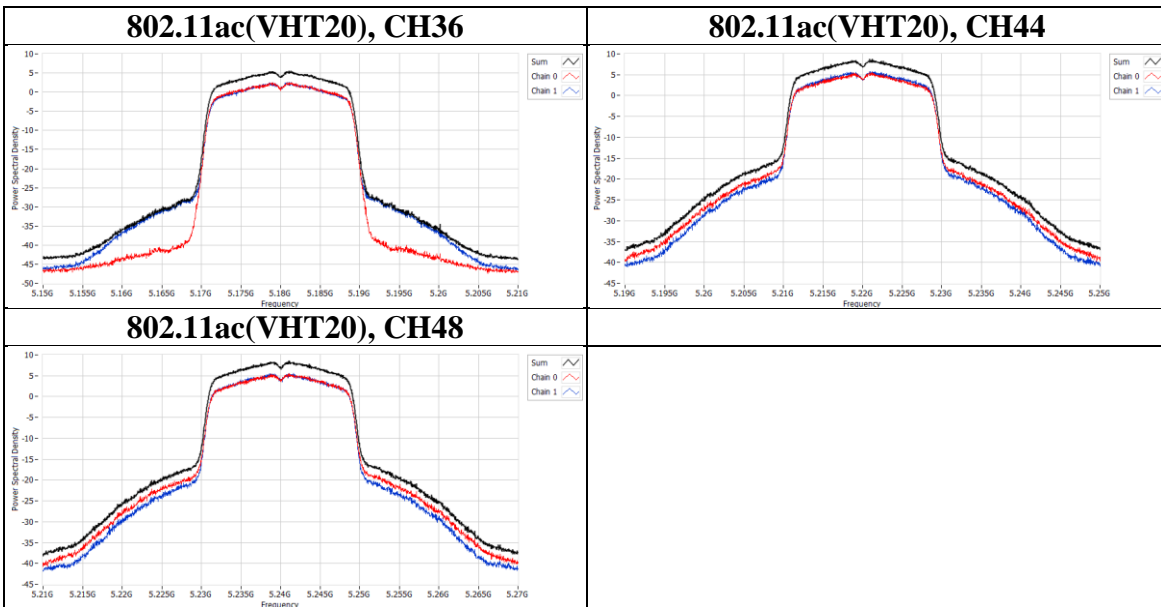 802.11ac(VHT20), CH36
802.11ac(VHT20), CH44
10-
5-
0-
-5-
-10-
-15-
-20-
-25-
-30-
-35-
-40-
-45-
-50-
Power Spectral Density
5.15G 5.155G 5.16G 5.165G 5.17G 5.175G 5.18G 5.185G 5.19G 5.195G 5.2G 5.205G 5.21G
Frequency
Sum
Chain 0
Chain 1
10-
5-
0-
-5-
-10-
-15-
-20-
-25-
-30-
-35-
-40-
-45-
Power Spectral Density
5.19G 5.195G 5.2G 5.205G 5.21G 5.215G 5.22G 5.225G 5.23G 5.235G 5.24G 5.245G 5.25G
Frequency
Sum
Chain 0
Chain 1
802.11ac(VHT20), CH48
10-
5-
0-
-5-
-10-
-15-
-20-
-25-
-30-
-35-
-40-
-45-
Power Spectral Density
5.21G 5.215G 5.22G 5.225G 5.23G 5.235G 5.24G 5.245G 5.25G 5.255G 5.26G 5.265G 5.27G
Frequency
Sum
Chain 0
Chain 1